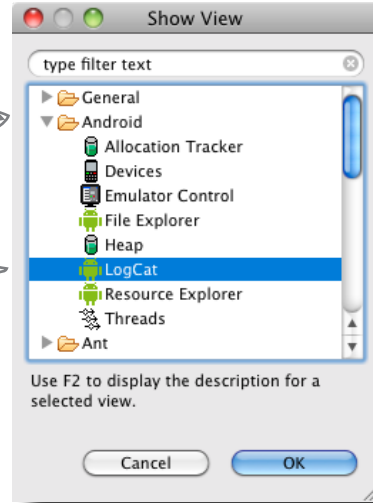 Show View
type filter text
General
Android
Allocation Tracker
Devices
Emulator Control
File Explorer
Heap
LogCat
Resource Explorer
Threads
Ant
Use F2 to display the description for a
selected view.
Cancel OK